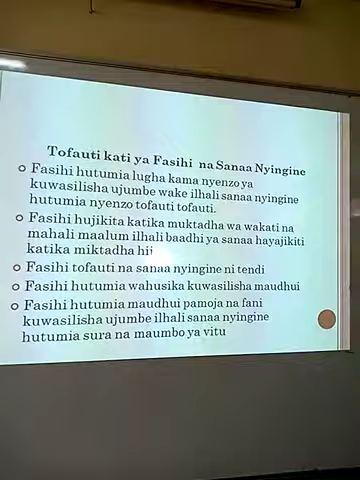 Tofauti kati ya Fasihi na Sanaa Nyingine
Fasihi hutumia lugha kama nyenzo ya
kuwasilisha ujumbe wake ilhali sanaa nyingine
hutumia nyenzo tofauti tofauti.
Fasihi hujikita katika muktadha wa wakati na
mahali maalum ilhali baadhi ya sanaa hayajikiti
katika miktadha hii
Fasihi tofauti na sanaa nyingine ni tendi
Fasihi hutumia wahusika kuwasilisha maudhui
Fasihi hutumia maudhui pamoja na fani
kuwasilisha ujumbe ilhali sanaa nyingine
hutumia sura na maumbo ya vitu